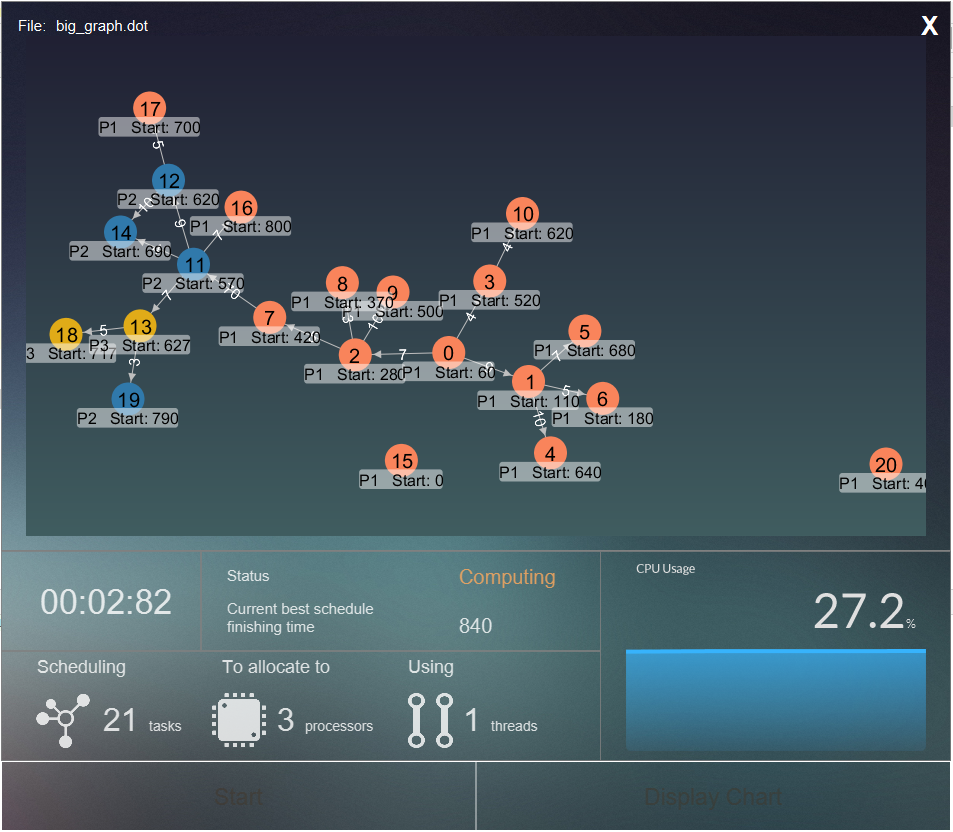 File: big_graph.dot
X
17
P1 Start: 700
5
12
P2 Start: 620
10
16
P1 Start: 800
10
P1 Start: 620
14
P2 Start: 690
9
7
4
11
P2 Start: 570
7
10
8
P1 Start: 370
9
P1 Start: 500
3
P1 Start: 520
7
P1 Start: 420
3
10
4
18
3 Start: 717
5
13
P3 Start: 627
5
P1 Start: 680
2
P1 Start: 280
7
0
P1 Start: 60
7
1
P1 Start: 110
5
6
P1 Start: 180
3
19
P2 Start: 790
10
4
P1 Start: 640
15
P1 Start: 0
20
P1 Start: 46
00:02:82
Status
Computing
Current best schedule
finishing time
840
CPU Usage
27.2%
Scheduling
To allocate to
Using
21 tasks
3 processors
1 threads
Start
Display Chart